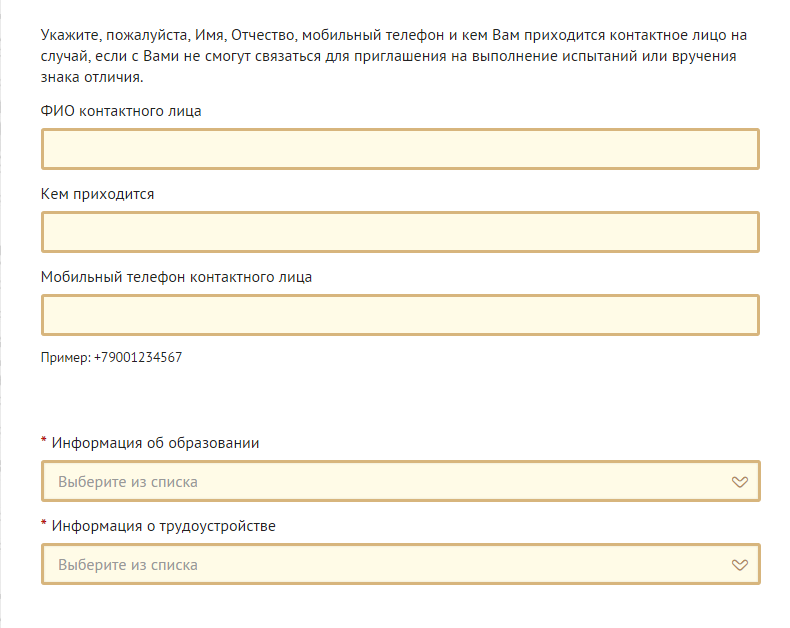 Укажите, пожалуйста, Имя, Отчество, мобильный телефон и кем Вам приходится контактное лицо на
случай, если с Вами не смогут связаться для приглашения на выполнение испытаний или вручения
знака отличия.
ФИО контактного лица
Кем приходится
Мобильный телефон контактного лица
Пример: +79001234567
* Информация об образовании
Выберите из списка
* Информация о трудоустройстве
Выберите из списка